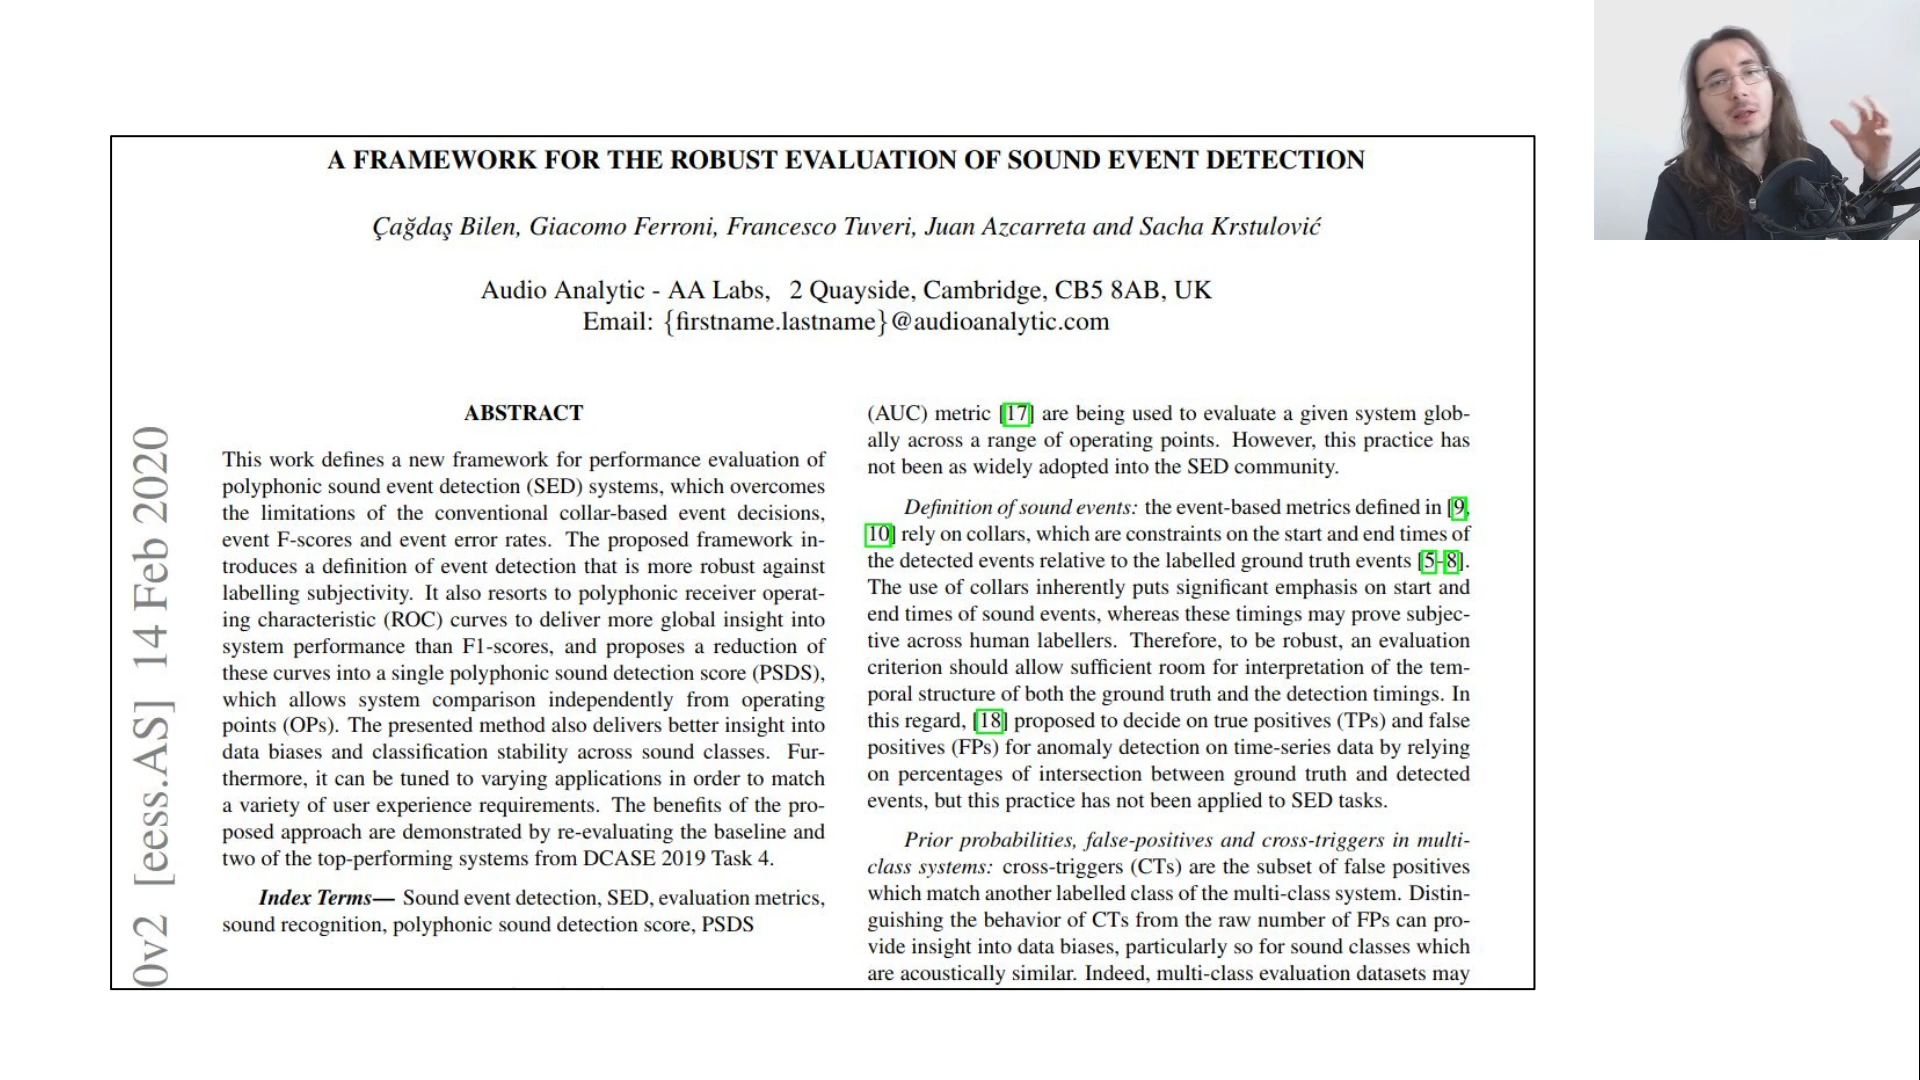 A FRAMEWORK FOR THE ROBUST EVALUATION OF SOUND EVENT DETECTION
Çağdaş Bilen, Giacomo Ferroni, Francesco Tuveri, Juan Azcarreta and Sacha Krstulović
Audio Analytic - AA Labs, 2 Quayside, Cambridge, CB5 8AB, UK
Email: {firstname.lastname}@audioanalytic.com
0v2 [eess.AS] 14 Feb 2020
ABSTRACT
This work defines a new framework for performance evaluation of
polyphonic sound event detection (SED) systems, which overcomes
the limitations of the conventional collar-based event decisions,
event F-scores and event error rates. The proposed framework in-
troduces a definition of event detection that is more robust against
labelling subjectivity. It also resorts to polyphonic receiver operat-
ing characteristic (ROC) curves to deliver more global insight into
system performance than F1-scores, and proposes a reduction of
these curves into a single polyphonic sound detection score (PSDS),
which allows system comparison independently from operating
points (OPs). The presented method also delivers better insight into
data biases and classification stability across sound classes. Fur-
thermore, it can be tuned to varying applications in order to match
a variety of user experience requirements. The benefits of the pro-
posed approach are demonstrated by re-evaluating the baseline and
two of the top-performing systems from DCASE 2019 Task 4.
Index Terms— Sound event detection, SED, evaluation metrics,
sound recognition, polyphonic sound detection score, PSDS
(AUC) metric [17] are being used to evaluate a given system glob-
ally across a range of operating points. However, this practice has
not been as widely adopted into the SED community.
Definition of sound events: the event-based metrics defined in [9,
10] rely on collars, which are constraints on the start and end times of
the detected events relative to the labelled ground truth events [5–8].
The use of collars inherently puts significant emphasis on start and
end times of sound events, whereas these timings may prove subjec-
tive across human labellers. Therefore, to be robust, an evaluation
criterion should allow sufficient room for interpretation of the tem-
poral structure of both the ground truth and the detection timings. In
this regard, [18] proposed to decide on true positives (TPs) and false
positives (FPs) for anomaly detection on time-series data by relying
on percentages of intersection between ground truth and detected
events, but this practice has not been applied to SED tasks.
Prior probabilities, false-positives and cross-triggers in multi-
class systems: cross-triggers (CTs) are the subset of false positives
which match another labelled class of the multi-class system. Distin-
guishing the behavior of CTs from the raw number of FPs can pro-
vide insight into data biases, particularly so for sound classes which
are acoustically similar. Indeed, multi-class evaluation datasets may